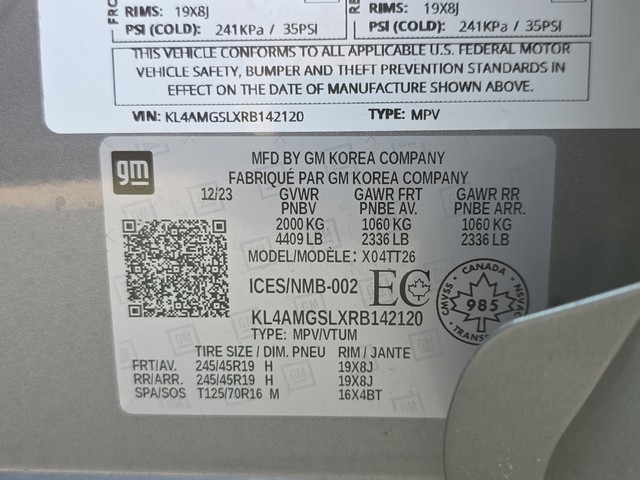 FRO
RIMS: 19X8J
PSI (COLD): 241KPa / 35PSI
RE
RIMS: 19X8J
PSI (COLD): 241KPa / 35PSI
THIS VEHICLE CONFORMS TO ALL APPLICABLE U.S. FEDERAL MOTOR
VEHICLE SAFETY, BUMPER AND THEFT PREVENTION STANDARDS IN
EFFECT ON THE DATE OF MANUFACTURE SHOWN ABOVE.
VIN: KL4AMGSLXRB142120 TYPE: MPV
gm
MFD BY GM KOREA COMPANY
FABRIQUÉ PAR GM KOREA COMPANY
12/23 GVWR GAWR FRT GAWR RR
PNBV PNBE AV. PNBE ARR.
2000 KG 1060 KG 1060 KG
4409 LB 2336 LB 2336 LB
MODEL/MODÈLE: X04TT26
ICES/NMB-002 EC
CMVSS - CANADA - NSVAC
985
TRANS
KL4AMGSLXRB142120
TYPE: MPV/VTUM
TIRE SIZE / DIM. PNEU RIM / JANTE
FRT/AV. 245/45R19 H 19X8J
RR/ARR. 245/45R19 H 19X8J
SPA/SOS T125/70R16 M 16X4BT